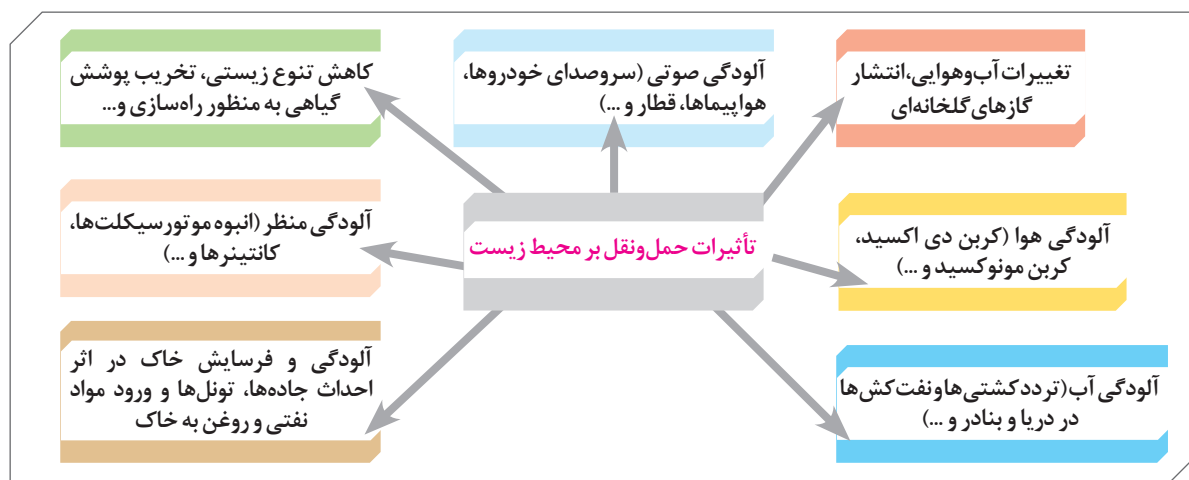 تغییرات آب‌وهوایی،انتشار
گازهای گلخانه‌ای
آلودگی صوتی (سروصدای خودروها،
هواپیماها، قطار و ...)
کاهش تنوع زیستی، تخریب پوشش
گیاهی به منظور راه‌سازی و...
تأثیرات حمل‌ونقل بر محیط زیست
آلودگی هوا (کربن دی اکسید،
کربن مونوکسید و ...)
آلودگی منظر (انبوه موتورسیکلت‌ها،
کانتینرها و ...)
آلودگی آب(تردد کشتی‌ها و نفت‌کش‌ها
در دریا و بنادر و ...)
آلودگی و فرسایش خاک در اثر
احداث جاده‌ها، تونل‌ها و ورود مواد
نفتی و روغن به خاک